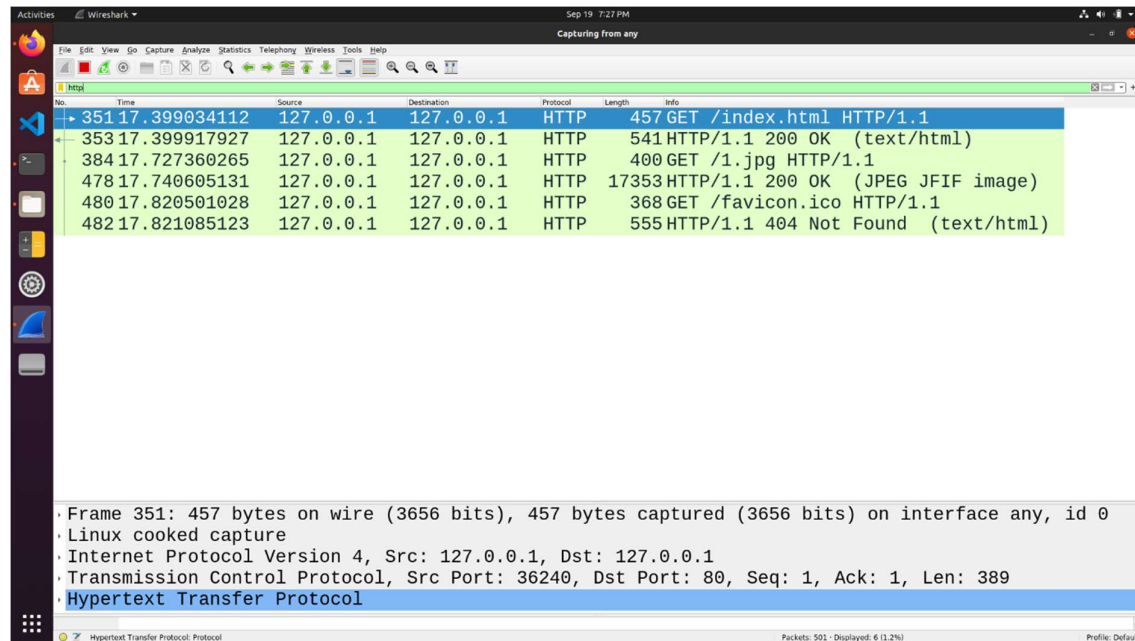 Activities Wireshark Sep 19 7:27 PM
Capturing from any
File Edit View Go Capture Analyze Statistics Telephony Wireless Tools Help
http
No. Time Source Destination Protocol Length Info
351 17.399034112 127.0.0.1 127.0.0.1 HTTP 457 GET /index.html HTTP/1.1
353 17.399917927 127.0.0.1 127.0.0.1 HTTP 541 HTTP/1.1 200 OK (text/html)
384 17.727360265 127.0.0.1 127.0.0.1 HTTP 400 GET /1.jpg HTTP/1.1
478 17.740605131 127.0.0.1 127.0.0.1 HTTP 17353 HTTP/1.1 200 OK (JPEG JFIF image)
480 17.820501028 127.0.0.1 127.0.0.1 HTTP 368 GET /favicon.ico HTTP/1.1
482 17.821085123 127.0.0.1 127.0.0.1 HTTP 555 HTTP/1.1 404 Not Found (text/html)
Frame 351: 457 bytes on wire (3656 bits), 457 bytes captured (3656 bits) on interface any, id 0
Linux cooked capture
Internet Protocol Version 4, Src: 127.0.0.1, Dst: 127.0.0.1
Transmission Control Protocol, Src Port: 36240, Dst Port: 80, Seq: 1, Ack: 1, Len: 389
Hypertext Transfer Protocol
Hypertext Transfer Protocol: Protocol Packets: 501 · Displayed: 6 (1.2%) Profile: Defau